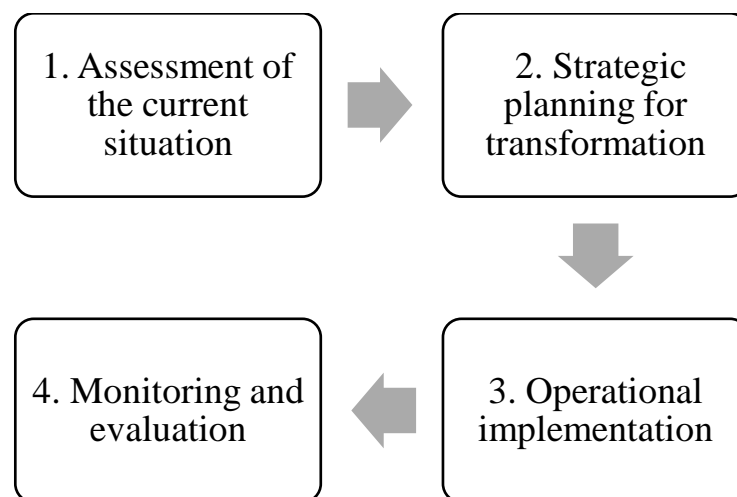 1. Assessment of
the current
situation
2. Strategic
planning for
transformation
3. Operational
implementation
4. Monitoring and
evaluation